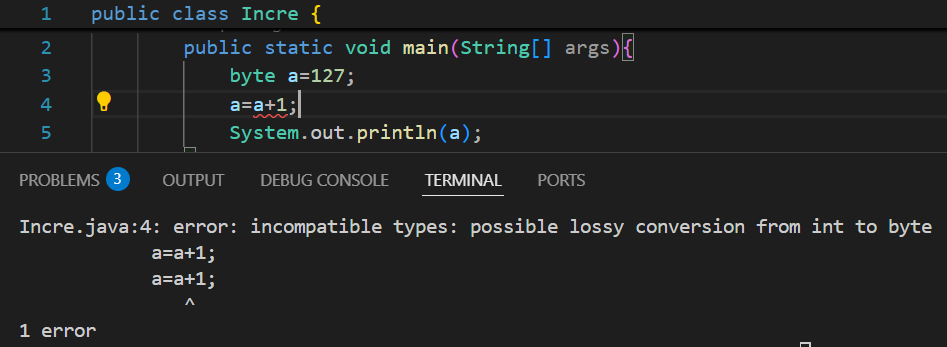 1 public class Incre {
2 public static void main(String[] args){
3 byte a=127;
4 a=a+1;
5 System.out.println(a);
PROBLEMS 3 OUTPUT DEBUG CONSOLE TERMINAL PORTS
Incre.java:4: error: incompatible types: possible lossy conversion from int to byte
a=a+1;
a=a+1;
^
1 error